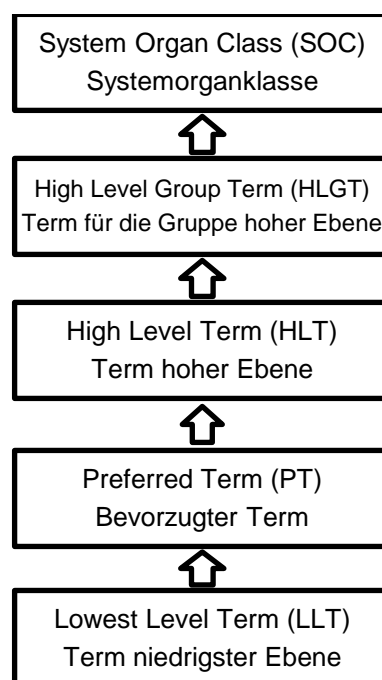 System Organ Class (SOC)
Systemorganklasse
High Level Group Term (HLGT)
Term für die Gruppe hoher Ebene
High Level Term (HLT)
Term hoher Ebene
Preferred Term (PT)
Bevorzugter Term
Lowest Level Term (LLT)
Term niedrigster Ebene